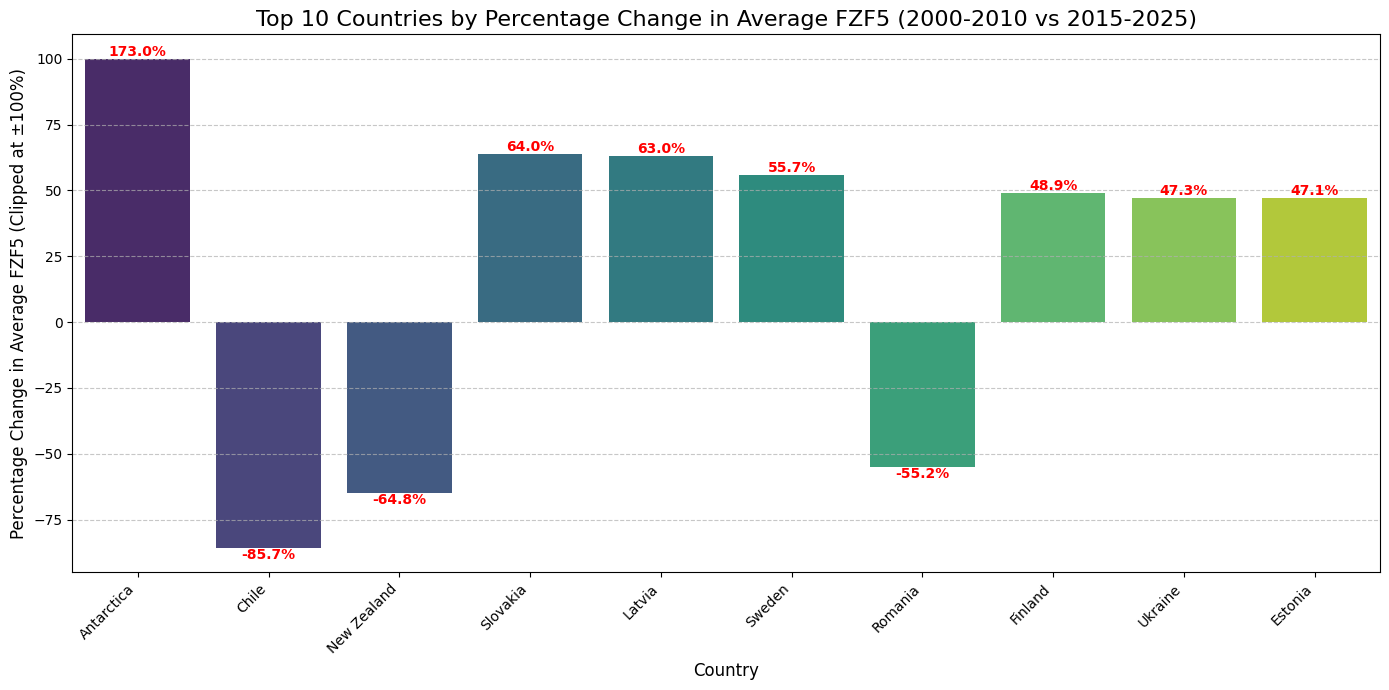 Top 10 Countries by Percentage Change in Average FZF5 (2000-2010 vs 2015-2025)
Percentage Change in Average FZF5 (Clipped at ±100%)
100
75
50
25
0
−25
−50
−75
173.0%
-85.7%
-64.8%
64.0%
63.0%
55.7%
-55.2%
48.9%
47.3%
47.1%
Antarctica
Chile
New Zealand
Slovakia
Latvia
Sweden
Romania
Finland
Ukraine
Estonia
Country